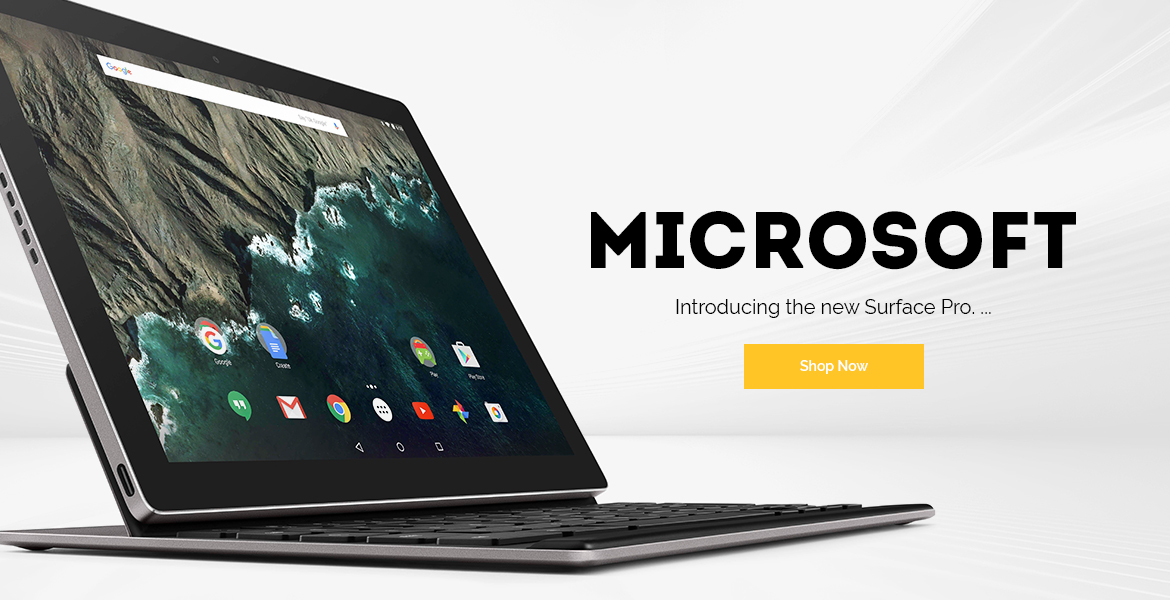 Google
Say "Ok Google"
MICROSOFT
Introducing the new Surface Pro. ...
Shop Now
Google
Create
Play
Play Store